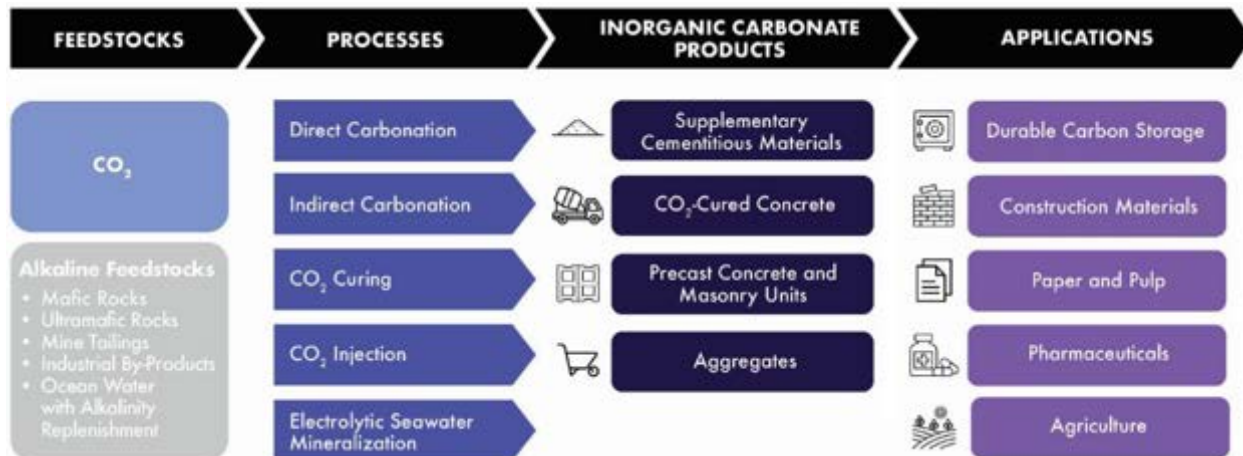 FEEDSTOCKS
PROCESSES
INORGANIC CARBONATE
PRODUCTS
APPLICATIONS
CO₂
Alkaline Feedstocks
• Mafic Rocks
• Ultramafic Rocks
• Mine Tailings
• Industrial By-Products
• Ocean Water
with Alkalinity
Replenishment
Direct Carbonation
Indirect Carbonation
CO₂ Curing
CO₂ Injection
Electrolytic Seawater
Mineralization
Supplementary
Cementitious Materials
CO₂-Cured Concrete
Precast Concrete and
Masonry Units
Aggregates
Durable Carbon Storage
Construction Materials
Paper and Pulp
Pharmaceuticals
Agriculture